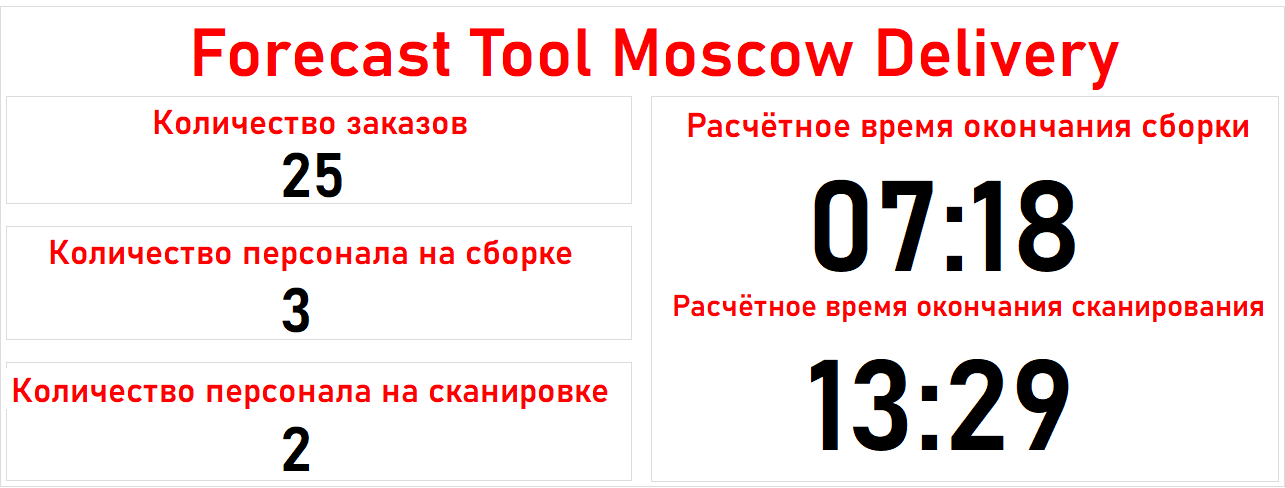 Forecast Tool Moscow Delivery
Количество заказов
25
Количество персонала на сборке
3
Количество персонала на сканировке
2
Расчётное время окончания сборки
07:18
Расчётное время окончания сканирования
13:29